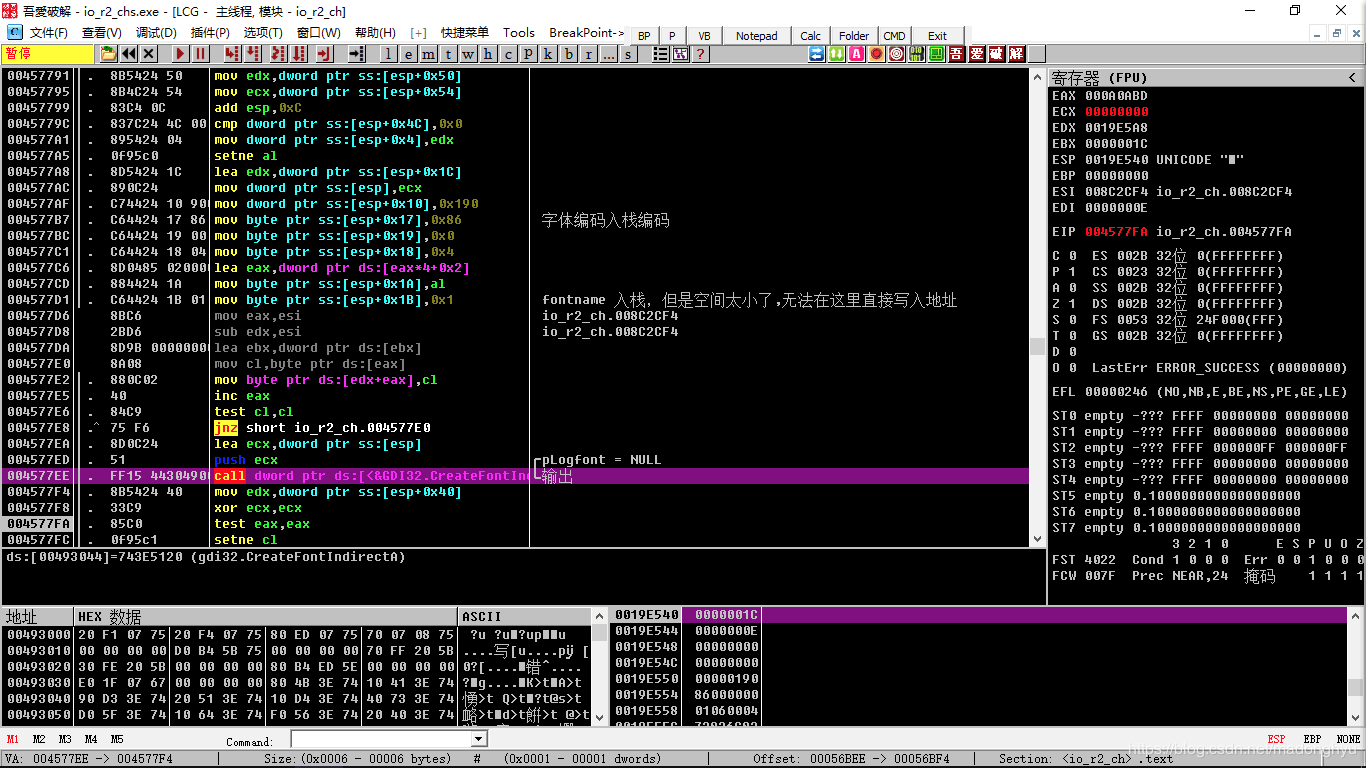 吾愛破解 - io_r2_chs.exe - [LCG - 主线程, 模块 - io_r2_ch]
文件(F) 查看(V) 调试(D) 插件(P) 选项(T) 窗口(W) 帮助(H) [+] 快捷菜单 Tools BreakPoint-> BP P VB Notepad Calc Folder CMD Exit
暂停 l e m t w h c p k b r ... s ? 吾 爱 破 解
00457791 . 8B5424 50 mov edx,dword ptr ss:[esp+0x50]
00457795 . 8B4C24 54 mov ecx,dword ptr ss:[esp+0x54]
00457799 . 83C4 0C add esp,0xC
0045779C . 837C24 4C 00 cmp dword ptr ss:[esp+0x4C],0x0
004577A1 . 895424 04 mov dword ptr ss:[esp+0x4],edx
004577A5 . 0f95c0 setne al
004577A8 . 8D5424 1C lea edx,dword ptr ss:[esp+0x1C]
004577AC . 890C24 mov dword ptr ss:[esp],ecx
004577AF . C74424 10 900 mov dword ptr ss:[esp+0x10],0x190
004577B7 . C64424 17 86 mov byte ptr ss:[esp+0x17],0x86 字体编码入栈编码
004577BC . C64424 19 00 mov byte ptr ss:[esp+0x19],0x0
004577C1 . C64424 18 04 mov byte ptr ss:[esp+0x18],0x4
004577C6 . 8D0485 02000 lea eax,dword ptr ds:[eax*4+0x2]
004577CD . 884424 1A mov byte ptr ss:[esp+0x1A],al
004577D1 . C64424 1B 01 mov byte ptr ss:[esp+0x1B],0x1 fontname 入栈，但是空间太小了,无法在这里直接写入地址
004577D6 8BC6 mov eax,esi io_r2_ch.008C2CF4
004577D8 2BD6 sub edx,esi io_r2_ch.008C2CF4
004577DA 8D9B 00000000 lea ebx,dword ptr ds:[ebx]
004577E0 8A08 mov cl,byte ptr ds:[eax]
004577E2 . 880C02 mov byte ptr ds:[edx+eax],cl
004577E5 . 40 inc eax
004577E6 . 84C9 test cl,cl
004577E8 .^ 75 F6 jnz short io_r2_ch.004577E0
004577EA . 8D0C24 lea ecx,dword ptr ss:[esp]
004577ED . 51 push ecx pLogfont = NULL
004577EE . FF15 44304900 call dword ptr ds:[<&GDI32.CreateFontInd 输出
004577F4 . 8B5424 40 mov edx,dword ptr ss:[esp+0x40]
004577F8 . 33C9 xor ecx,ecx
004577FA . 85C0 test eax,eax
004577FC . 0F95C1 setne cl
ds:[00493044]=743E5120 (gdi32.CreateFontIndirectA)
寄存器 (FPU) <
EAX 000A0ABD
ECX 00000000
EDX 0019E5A8
EBX 0000001C
ESP 0019E540 UNICODE "■"
EBP 00000000
ESI 008C2CF4 io_r2_ch.008C2CF4
EDI 0000000E
EIP 004577FA io_r2_ch.004577FA
C 0 ES 002B 32位 0(FFFFFFFF)
P 1 CS 0023 32位 0(FFFFFFFF)
A 0 SS 002B 32位 0(FFFFFFFF)
Z 1 DS 002B 32位 0(FFFFFFFF)
S 0 FS 0053 32位 24F000(FFF)
T 0 GS 002B 32位 0(FFFFFFFF)
D 0
O 0 LastErr ERROR_SUCCESS (00000000)
EFL 00000246 (NO,NB,E,BE,NS,PE,GE,LE)
ST0 empty -??? FFFF 00000000 00000000
ST1 empty -??? FFFF 00000000 00000000
ST2 empty -??? FFFF 000000FF 000000FF
ST3 empty -??? FFFF 00000000 00000000
ST4 empty -??? FFFF 00000000 00000000
ST5 empty 0.1000000000000000000
ST6 empty 0.1000000000000000000
ST7 empty 0.1000000000000000000
3 2 1 0 E S P U O Z
FST 4022 Cond 1 0 0 0 Err 0 0 1 0 0 0
FCW 007F Prec NEAR,24 掩码 1 1 1 1
地址 HEX 数据 ASCII
00493000 20 F1 07 75 20 F4 07 75 80 ED 07 75 70 07 08 75
00493010 00 00 00 00 D0 B4 5B 75 00 00 00 00 70 FF 20 5B
00493020 30 FE 20 5B 00 00 00 00 80 B4 ED 5E 00 00 00 00
00493030 E0 1F 07 67 00 00 00 00 80 4B 3E 74 10 41 3E 74
00493040 90 D3 3E 74 20 51 3E 74 10 D4 3E 74 40 73 3E 74
00493050 D0 5F 3E 74 10 64 3E 74 F0 56 3E 74 20 40 3E 74
0019E540 0000001C
0019E544 0000000E
0019E548 00000000
0019E54C 00000000
0019E550 00000190
0019E554 86000000
0019E558 01060004
M1 M2 M3 M4 M5 Command: ESP EBP NONE
VA: 004577EE -> 004577F4 Size:(0x0006 - 00006 bytes) # (0x0001 - 00001 dwords) Offset: 00056BEE -> 00056BF4 Section: <io_r2_ch> .text
https://blog.csdn.net/madonghyu